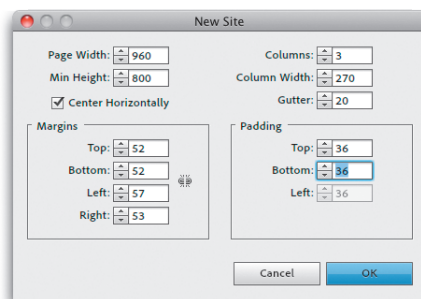 New Site
Page Width: 960
Columns: 3
Min Height: 800
Column Width: 270
Center Horizontally
Gutter: 20
Margins
Padding
Top: 52
Top: 36
Bottom: 52
Bottom: 36
Left: 57
Left: 36
Right: 53
Cancel
OK